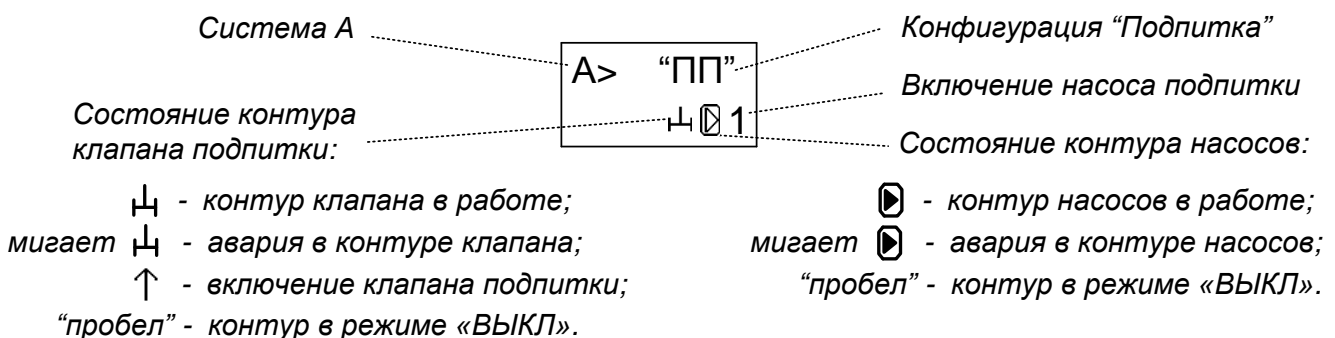 Система А
Конфигурация “Подпитка”
А> “ПП”
Включение насоса подпитки
Состояние контура
клапана подпитки:
1
Состояние контура насосов:
- контур клапана в работе;
- контур насосов в работе;
мигает - авария в контуре клапана;
мигает - авария в контуре насосов;
↑ - включение клапана подпитки;
“пробел” - контур в режиме «ВЫКЛ».
“пробел” - контур в режиме «ВЫКЛ».